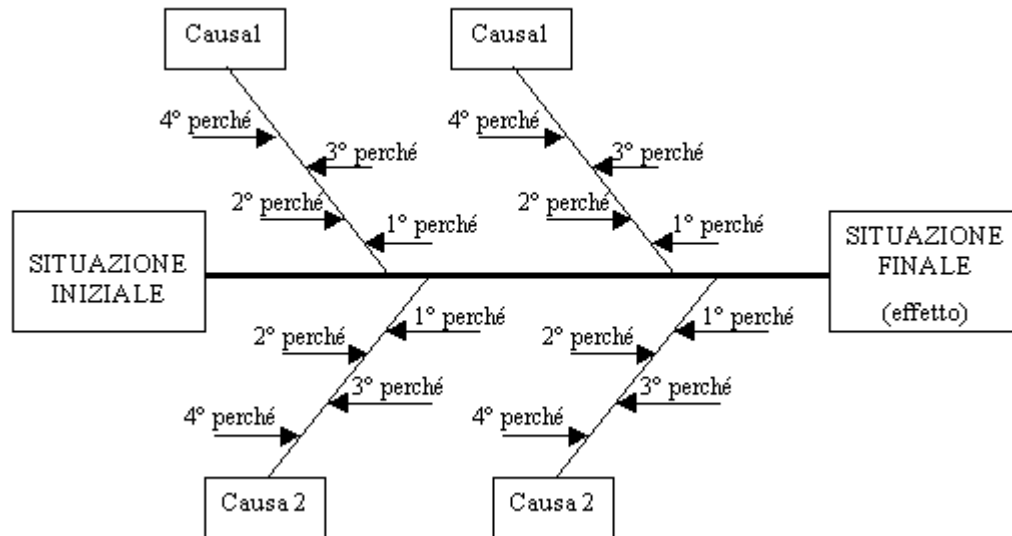 Causa1
Causa1
4° perché
4° perché
3° perché
3° perché
2° perché
2° perché
1° perché
1° perché
SITUAZIONE
INIZIALE
SITUAZIONE
FINALE
(effetto)
1° perché
1° perché
2° perché
2° perché
3° perché
3° perché
4° perché
4° perché
Causa 2
Causa 2